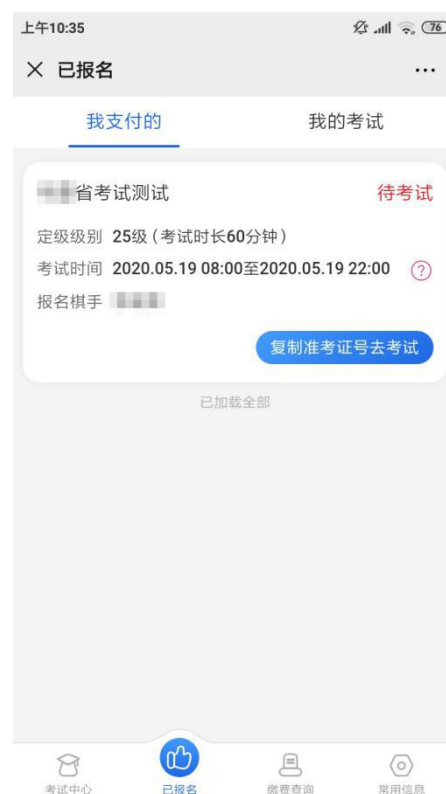 上午10:35
76
已报名
我支付的 我的考试
省考试测试 待考试
定级级别 25级（考试时长60分钟）
考试时间 2020.05.19 08:00至2020.05.19 22:00 ?
报名棋手
复制准考证号去考试
已加载全部
考试中心 已报名 缴费查询 常用信息